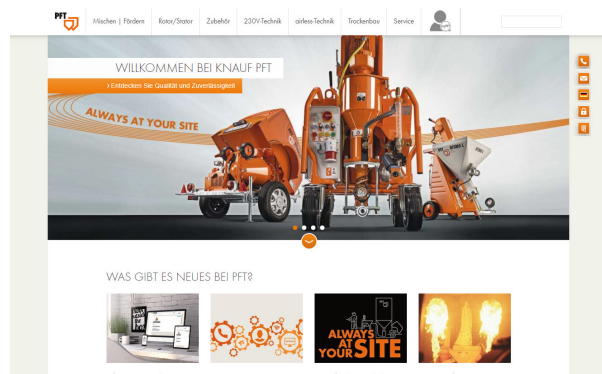 PFT
Mischen | Fördern
Rotor/Stator
Zubehör
230V-Technik
airless-Technik
Trockenbau
Service
WILLKOMMEN BEI KNAUF PFT
› Entdecken Sie Qualität und Zuverlässigkeit
ALWAYS AT YOUR SITE
WAS GIBT ES NEUES BEI PFT?
ALWAYS
AT
YOUR SITE